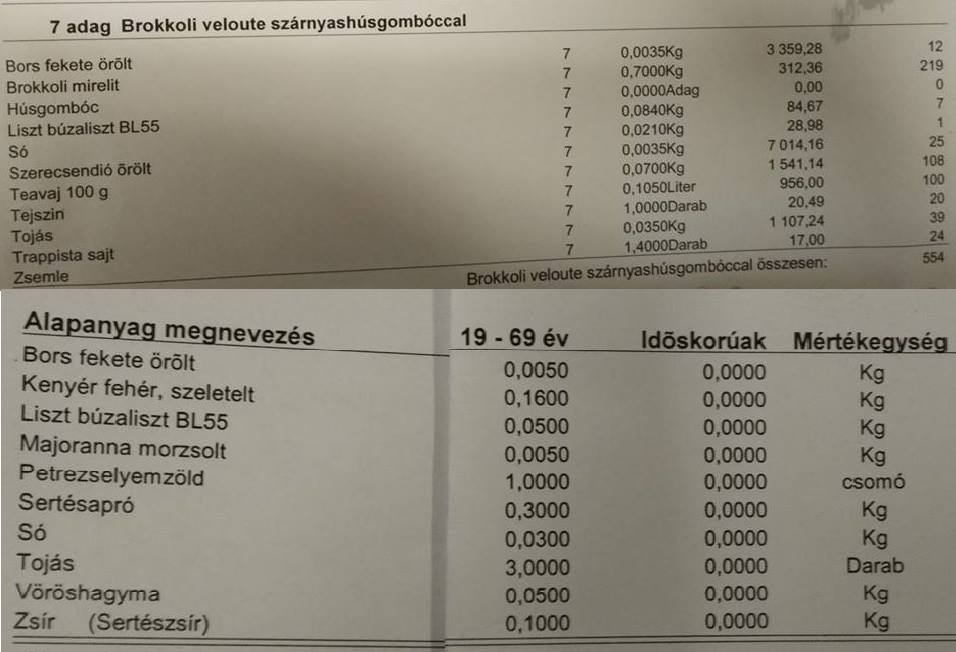 7 adag Brokkoli veloute szárnyashúsgombóccal
Bors fekete örõlt 7 0,0035Kg 3 359,28 12
Brokkoli mirelit 7 0,7000Kg 312,36 219
Húsgombóc 7 0,0000Adag 0,00 0
Liszt búzaliszt BL55 7 0,0840Kg 84,67 7
Só 7 0,0210Kg 28,98 1
Szerecsendió õrölt 7 0,0035Kg 7 014,16 25
Teavaj 100 g 7 0,0700Kg 1 541,14 108
Tejszin 7 0,1050Liter 956,00 100
Tojás 7 1,0000Darab 20,49 20
Trappista sajt 7 0,0350Kg 1 107,24 39
Zsemle 7 1,4000Darab 17,00 24
Brokkoli veloute szárnyashúsgombóccal összesen: 554
Alapanyag megnevezés 19 - 69 év Idõskorúak Mértékegység
Bors fekete örõlt 0,0050 0,0000 Kg
Kenyér fehér, szeletelt 0,1600 0,0000 Kg
Liszt búzaliszt BL55 0,0500 0,0000 Kg
Majoranna morzsolt 0,0050 0,0000 Kg
Petrezselyemzöld 1,0000 0,0000 csomó
Sertésapró 0,3000 0,0000 Kg
Só 0,0300 0,0000 Kg
Tojás 3,0000 0,0000 Darab
Vöröshagyma 0,0500 0,0000 Kg
Zsír (Sertészsír) 0,1000 0,0000 Kg